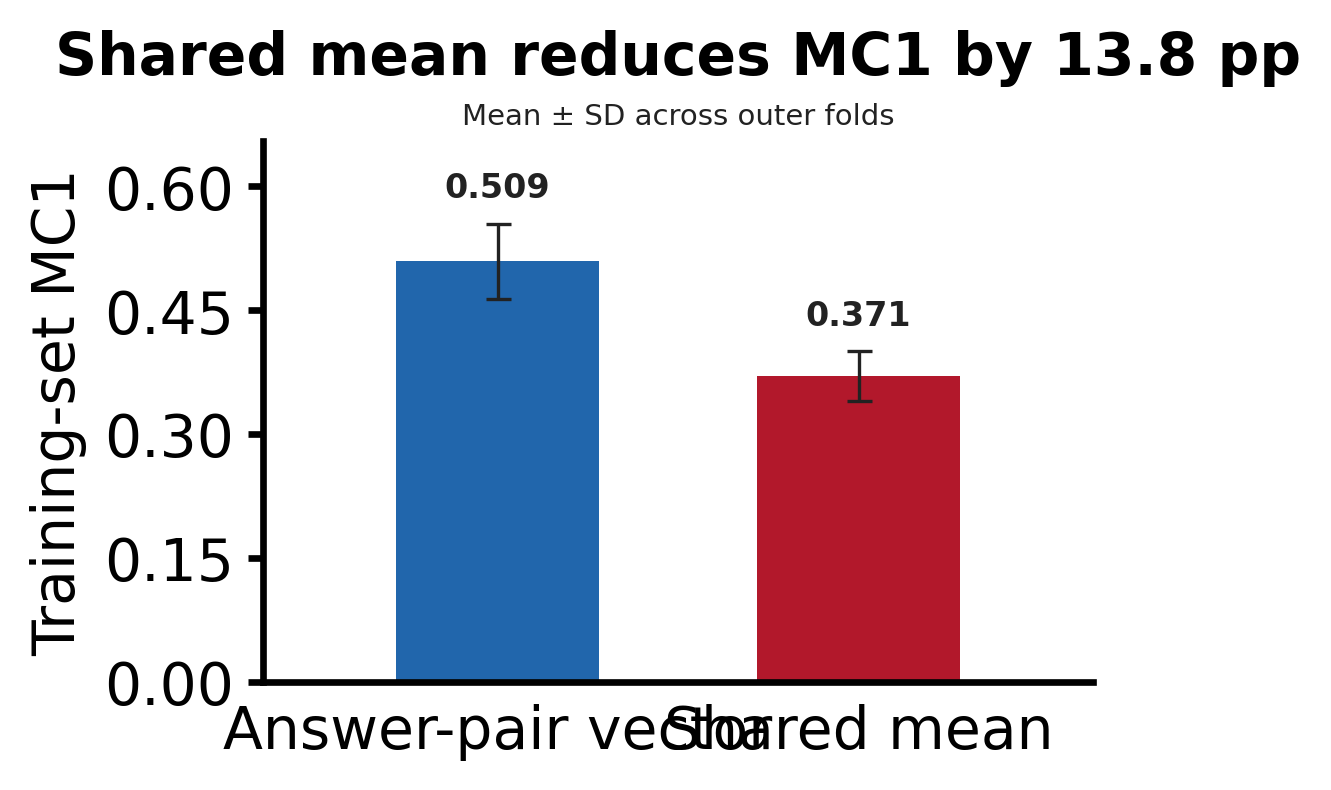 Shared mean reduces MC1 by 13.8 pp
Mean ± SD across outer folds
Training-set MC1
0.60
0.45
0.30
0.15
0.00
0.509
0.371
Answer-pair vector
Shared mean